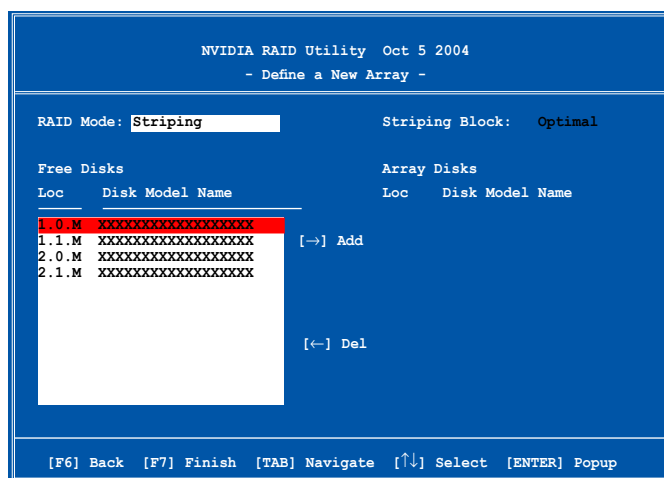 NVIDIA RAID Utility Oct 5 2004
- Define a New Array -
RAID Mode: Striping Striping Block: Optimal
Free Disks Array Disks
Loc Disk Model Name Loc Disk Model Name
1.0.M XXXXXXXXXXXXXXXXXX
1.1.M XXXXXXXXXXXXXXXXXX
2.0.M XXXXXXXXXXXXXXXXXX
2.1.M XXXXXXXXXXXXXXXXXX
[→] Add
[←] Del
[F6] Back [F7] Finish [TAB] Navigate [↑↓] Select [ENTER] Popup